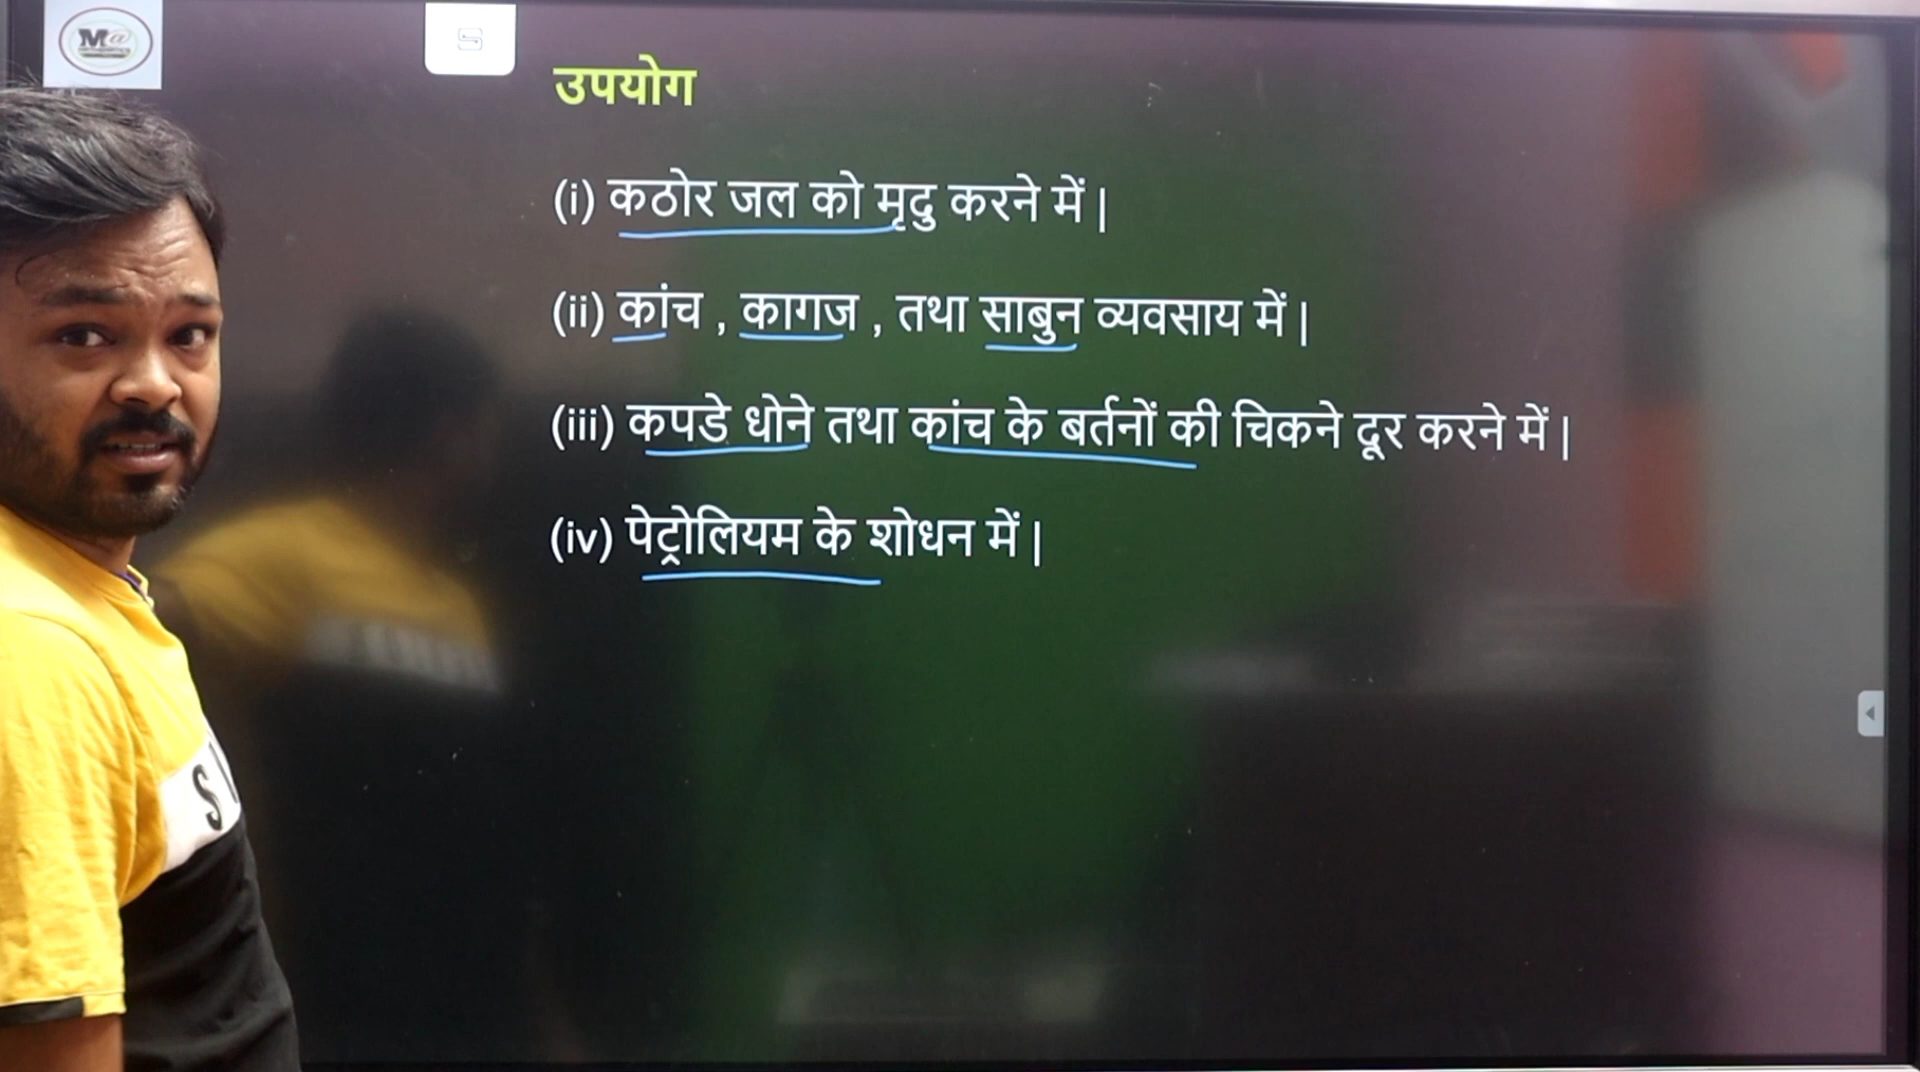 M@
उपयोग
(i) कठोर जल को मृदु करने में |
(ii) कांच , कागज , तथा साबुन व्यवसाय में |
(iii) कपडे धोने तथा कांच के बर्तनों की चिकने दूर करने में |
(iv) पेट्रोलियम के शोधन में |
S